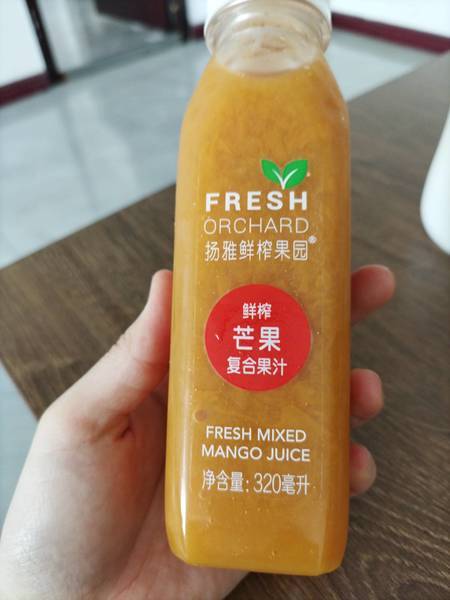 FRESH
ORCHARD
扬雅鲜榨果园®
鲜榨
芒果
复合果汁
FRESH MIXED
MANGO JUICE
净含量: 320毫升